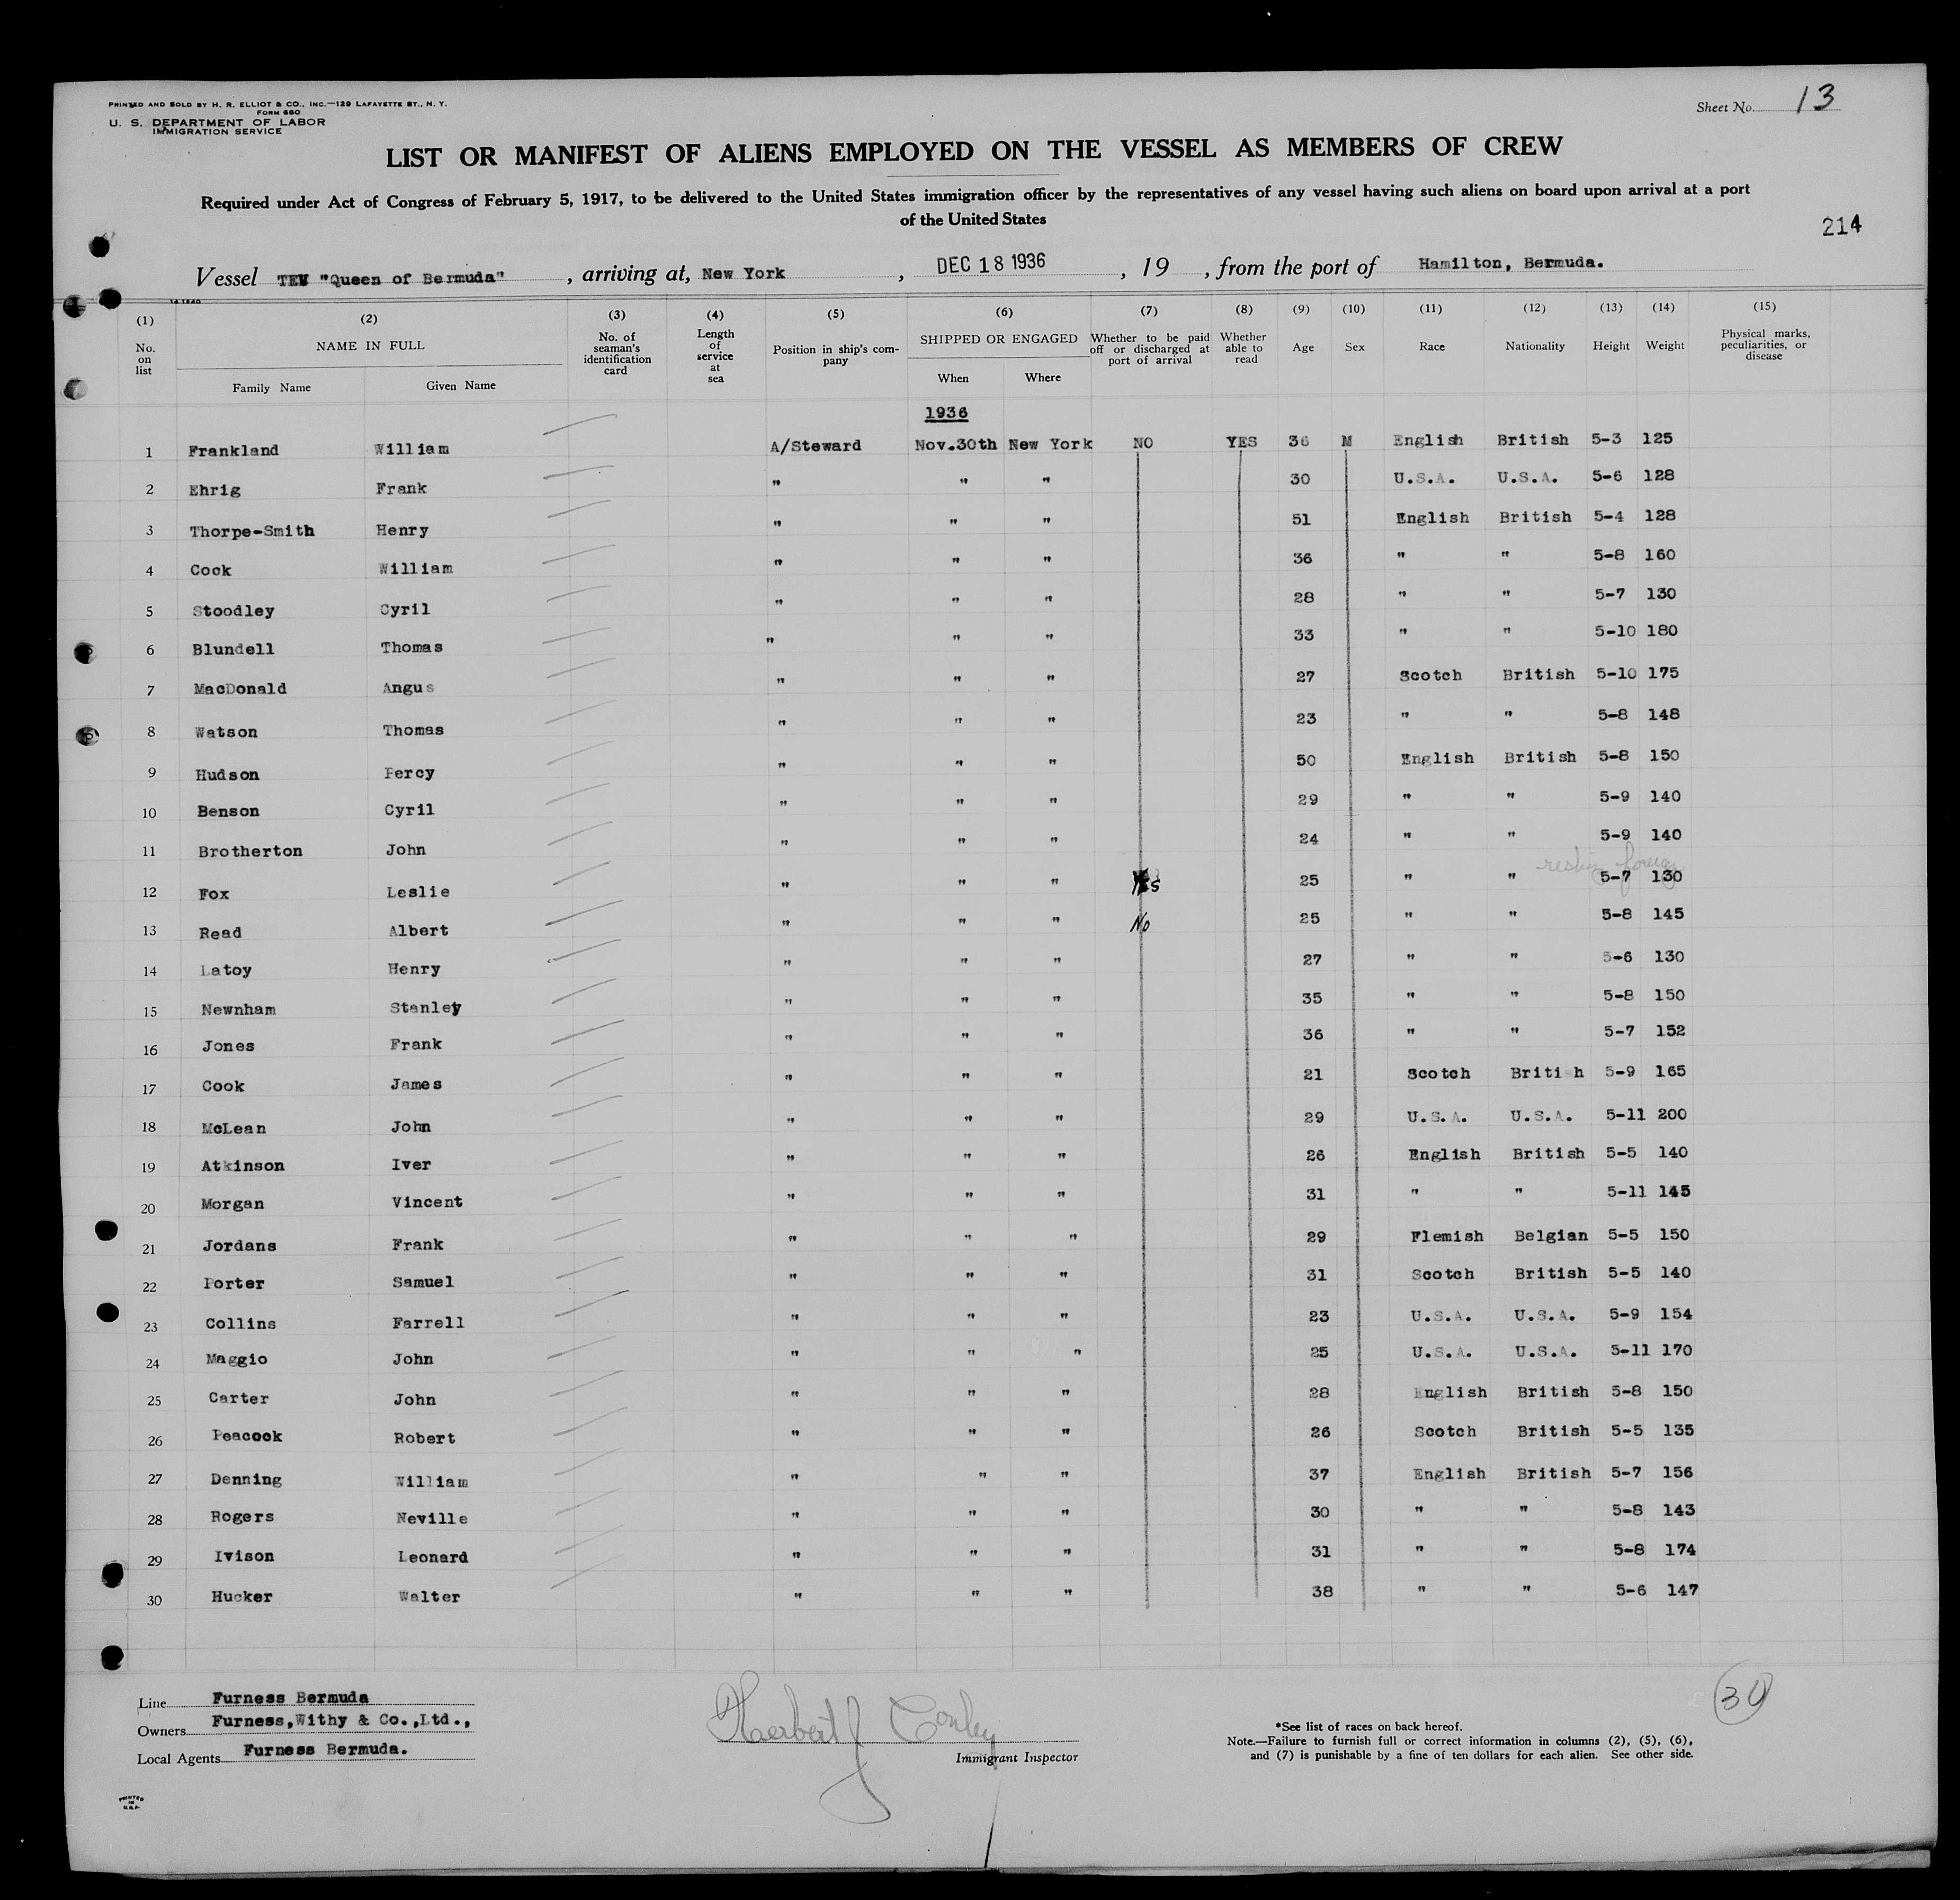 PRINTED AND SOLD BY H. R. ELLIOT & CO., INC.—129 LAFAYETTE ST., N. Y.
FORM 680
U. S. DEPARTMENT OF LABOR
IMMIGRATION SERVICE
Sheet No. 13
LIST OR MANIFEST OF ALIENS EMPLOYED ON THE VESSEL AS MEMBERS OF CREW
Required under Act of Congress of February 5, 1917, to be delivered to the United States immigration officer by the representatives of any vessel having such aliens on board upon arrival at a port
of the United States
214
Vessel TEV "Queen of Bermuda", arriving at, New York, DEC 18 1936, 19, from the port of Hamilton, Bermuda.
(1) (2) (3) (4) (5) (6) (7) (8) (9) (10) (11) (12) (13) (14) (15)
No. on list NAME IN FULL Family Name Given Name No. of seaman's identification card Length of service at sea Position in ship's company SHIPPED OR ENGAGED When Where Whether to be paid off or discharged at port of arrival Whether able to read Age Sex Race Nationality Height Weight Physical marks, peculiarities, or disease
1936
1 Frankland William A/Steward Nov.30th New York NO YES 36 M English British 5-3 125
2 Ehrig Frank " " " 30 U.S.A. U.S.A. 5-6 128
3 Thorpe-Smith Henry " " " 51 English British 5-4 128
4 Cock William " " " 36 " " 5-8 160
5 Stoodley Cyril " " " 28 " " 5-7 130
6 Blundell Thomas " " " 33 " " 5-10 180
7 MacDonald Angus " " " 27 Scotch British 5-10 175
8 Watson Thomas " " " 23 " " 5-8 148
9 Hudson Percy " " " 50 English British 5-8 150
10 Benson Cyril " " " 29 " " 5-9 140
11 Brotherton John " " " 24 " " 5-9 140
12 Fox Leslie " " " Yes 25 " " 5-7 130
13 Read Albert " " " No 25 " " 5-8 145
14 Latoy Henry " " " 27 " " 5-6 130
15 Newnham Stanley " " " 35 " " 5-8 150
16 Jones Frank " " " 36 " " 5-7 152
17 Cook James " " " 21 Scotch Briti h 5-9 165
18 McLean John " " " 29 U.S.A. U.S.A. 5-11 200
19 Atkinson Iver " " " 26 English British 5-5 140
20 Morgan Vincent " " " 31 " " 5-11 145
21 Jordans Frank " " " 29 Flemish Belgian 5-5 150
22 Porter Samuel " " " 31 Scotch British 5-5 140
23 Collins Farrell " " " 23 U.S.A. U.S.A. 5-9 154
24 Maggio John " " " 25 U.S.A. U.S.A. 5-11 170
25 Carter John " " " 28 English British 5-8 150
26 Peacock Robert " " " 26 Scotch British 5-5 135
27 Denning William " " " 37 English British 5-7 156
28 Rogers Neville " " " 30 " " 5-8 143
29 Ivison Leonard " " " 31 " " 5-8 174
30 Hucker Walter " " " 38 " " 5-6 147
Line Furness Bermuda
Owners Furness,Withy & Co.,Ltd.,
Local Agents Furness Bermuda.
Herbert J Conley
Immigrant Inspector
30
*See list of races on back hereof.
Note.—Failure to furnish full or correct information in columns (2), (5), (6),
and (7) is punishable by a fine of ten dollars for each alien. See other side.
PRINTED
IN
U.S.A.